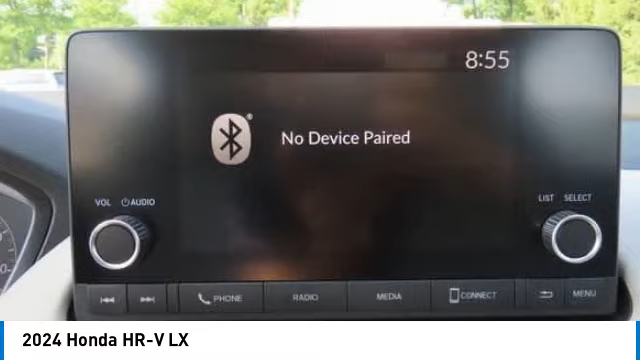 8:55
No Device Paired
VOL AUDIO
LIST SELECT
PHONE RADIO MEDIA CONNECT MENU
2024 Honda HR-V LX